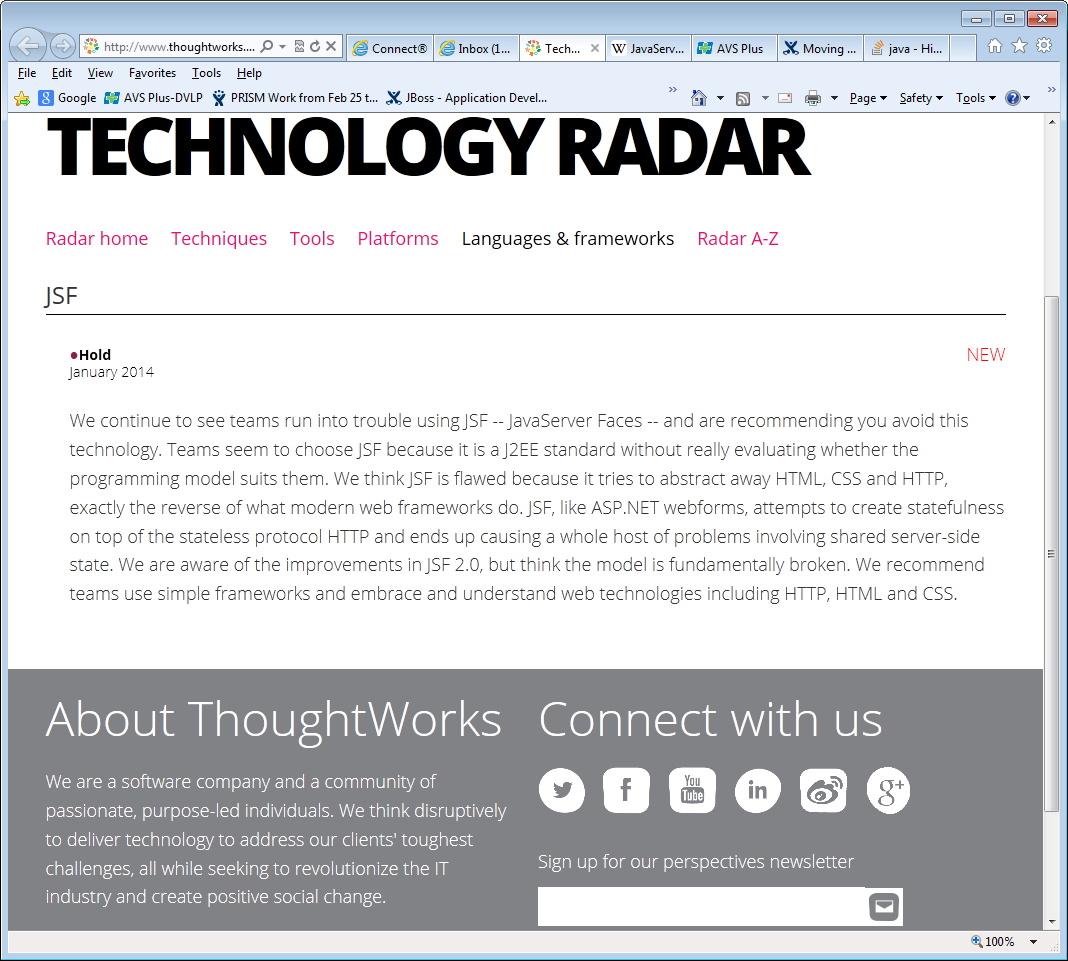 http://www.thoughtworks....
Connect®
Inbox (1...
Tech...
W JavaServ...
AVS Plus
Moving ...
java - Hi...
File Edit View Favorites Tools Help
Google AVS Plus-DVLP PRISM Work from Feb 25 t... JBoss - Application Devel...
Page Safety Tools
TECHNOLOGY RADAR
Radar home Techniques Tools Platforms Languages & frameworks Radar A-Z
JSF
Hold NEW
January 2014
We continue to see teams run into trouble using JSF -- JavaServer Faces -- and are recommending you avoid this
technology. Teams seem to choose JSF because it is a J2EE standard without really evaluating whether the
programming model suits them. We think JSF is flawed because it tries to abstract away HTML, CSS and HTTP,
exactly the reverse of what modern web frameworks do. JSF, like ASP.NET webforms, attempts to create statefulness
on top of the stateless protocol HTTP and ends up causing a whole host of problems involving shared server-side
state. We are aware of the improvements in JSF 2.0, but think the model is fundamentally broken. We recommend
teams use simple frameworks and embrace and understand web technologies including HTTP, HTML and CSS.
About ThoughtWorks
We are a software company and a community of
passionate, purpose-led individuals. We think disruptively
to deliver technology to address our clients' toughest
challenges, all while seeking to revolutionize the IT
industry and create positive social change.
Connect with us
f You Tube in g+
Sign up for our perspectives newsletter
100%